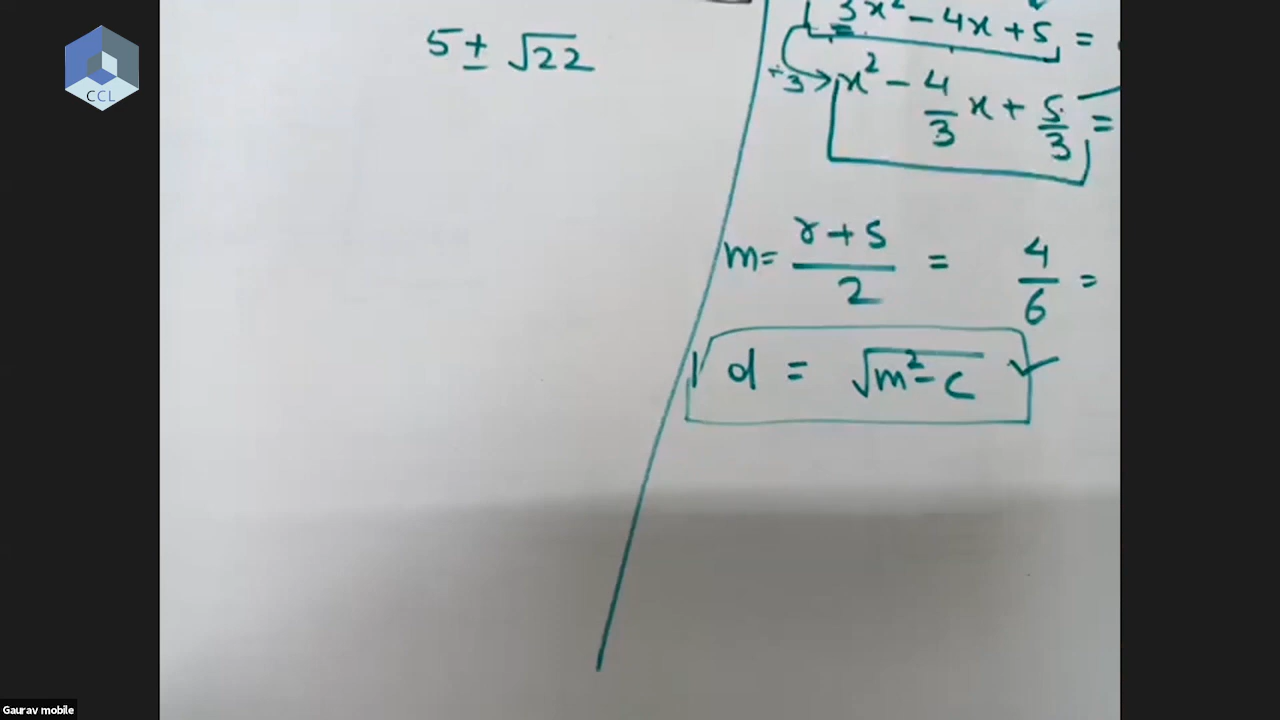 CCL
5 ± √22
3x² - 4x + 5 =
÷3 → x² - 4/3 x + 5/3 =
m = r + s / 2 = 4/6 =
d = √m² - c ✓
Gaurav mobile